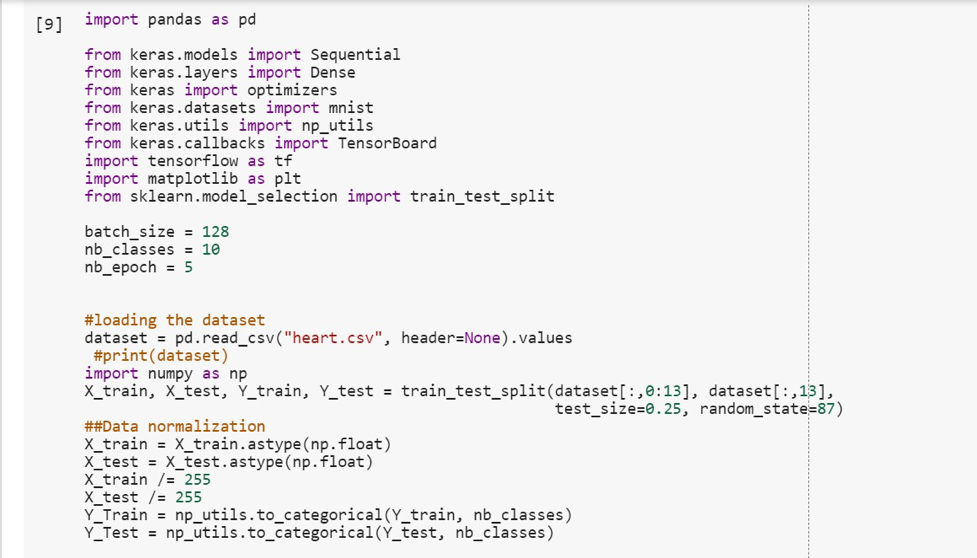 [9]
import pandas as pd
from keras.models import Sequential
from keras.layers import Dense
from keras import optimizers
from keras.datasets import mnist
from keras.utils import np_utils
from keras.callbacks import TensorBoard
import tensorflow as tf
import matplotlib as plt
from sklearn.model_selection import train_test_split
batch_size = 128
nb_classes = 10
nb_epoch = 5
#loading the dataset
dataset = pd.read_csv("heart.csv", header=None).values
#print(dataset)
import numpy as np
X_train, X_test, Y_train, Y_test = train_test_split(dataset[:,0:13], dataset[:,13],
test_size=0.25, random_state=87)
##Data normalization
X_train = X_train.astype(np.float)
X_test = X_test.astype(np.float)
X_train /= 255
X_test /= 255
Y_Train = np_utils.to_categorical(Y_train, nb_classes)
Y_Test = np_utils.to_categorical(Y_test, nb_classes)